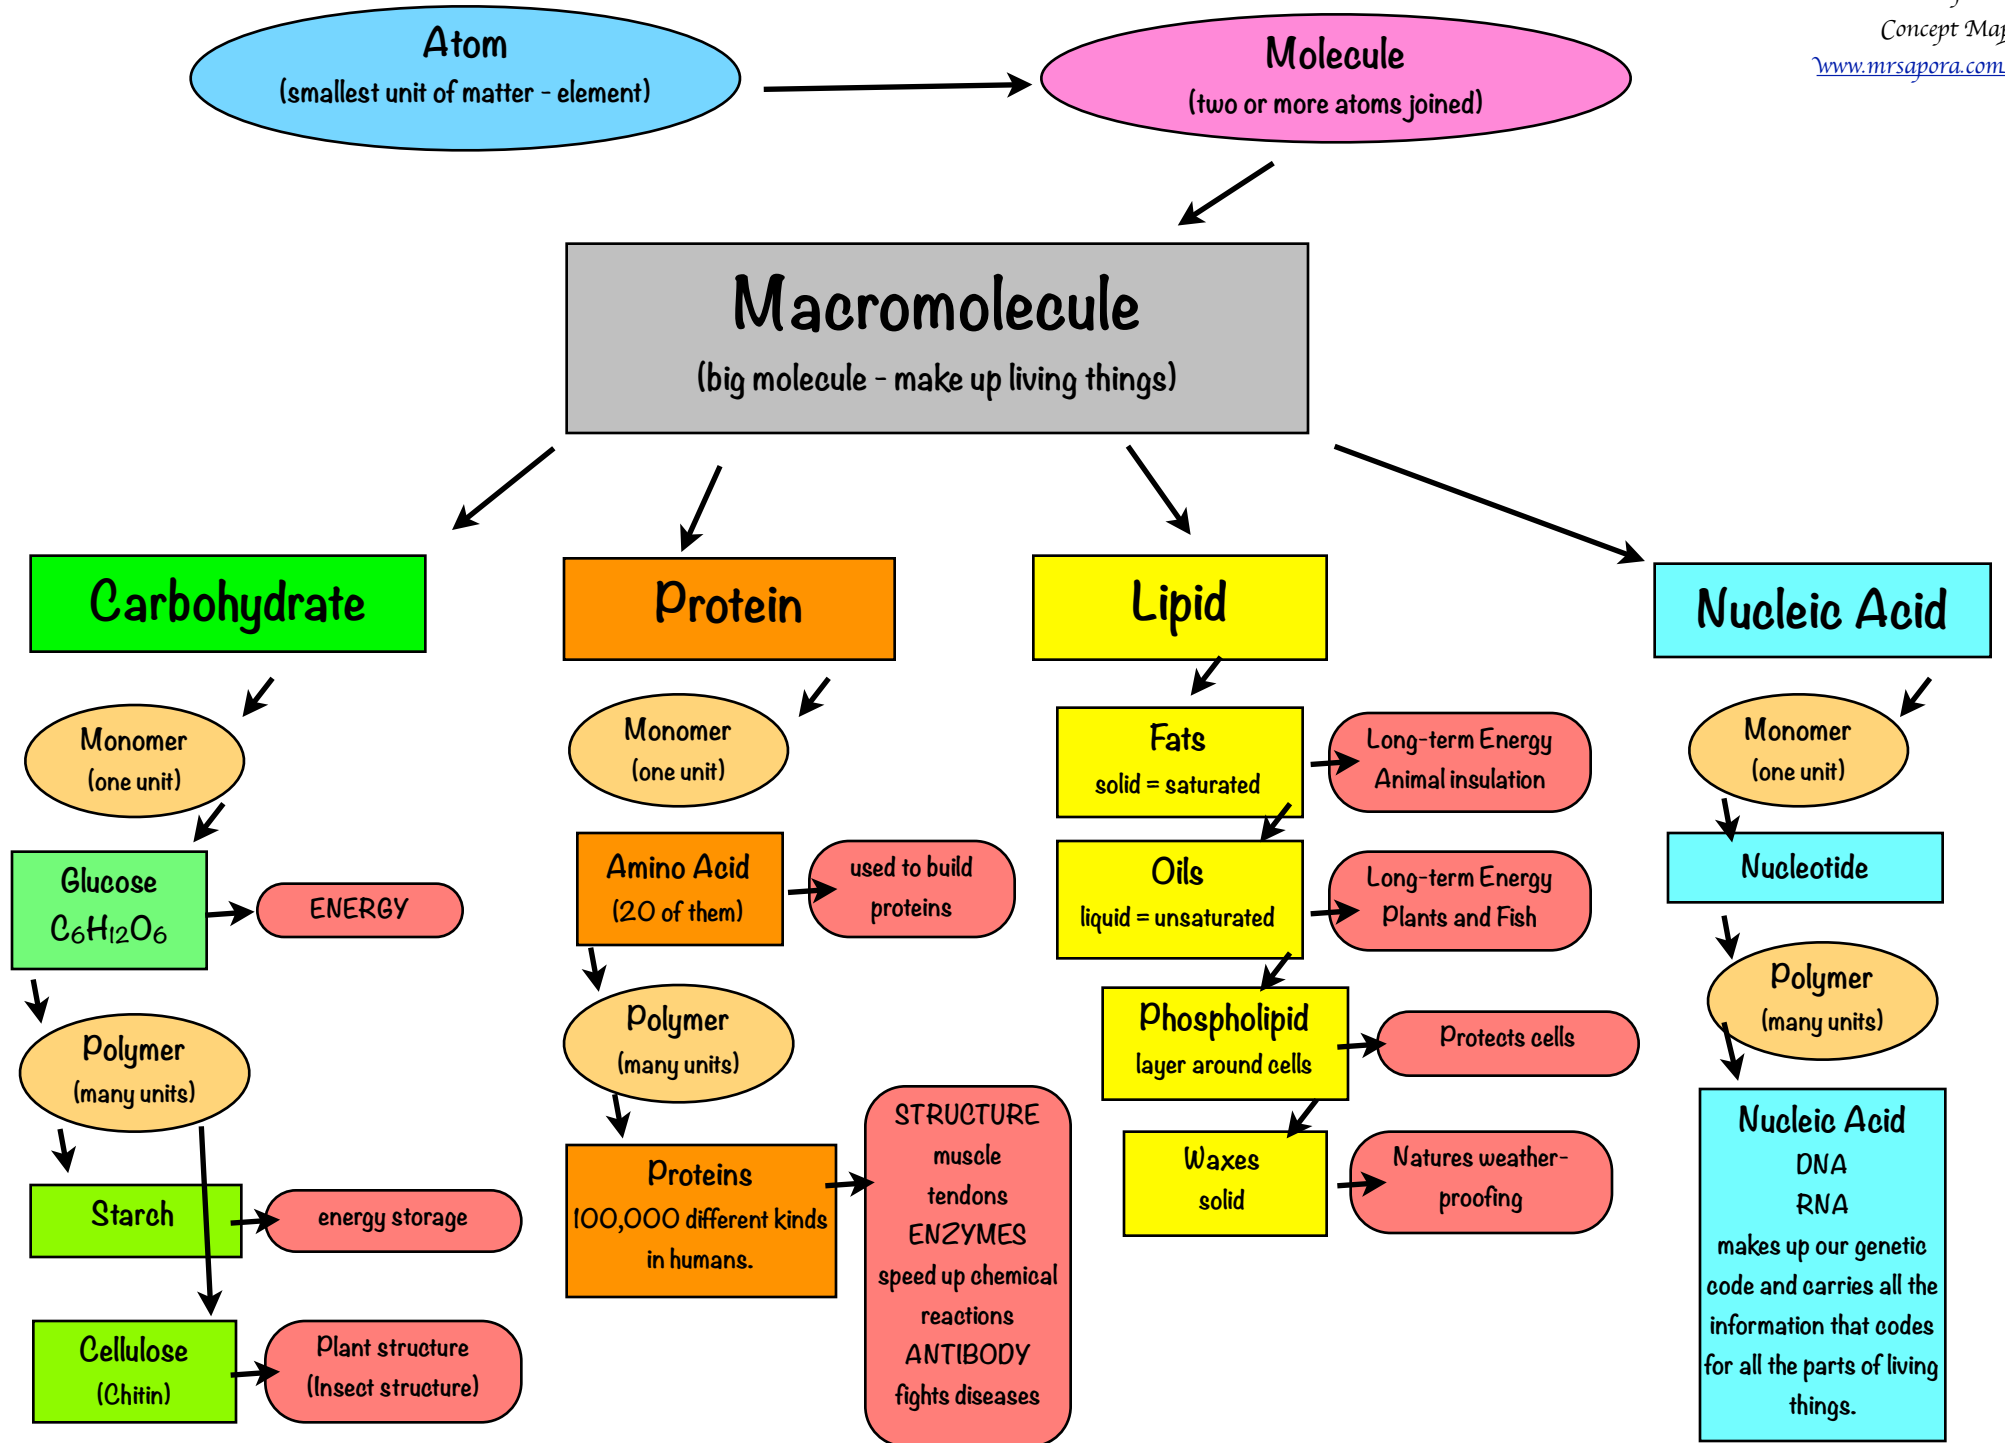 Concept Map
www.mrsapora.com
Atom
(smallest unit of matter - element)
Molecule
(two or more atoms joined)
Macromolecule
(big molecule - make up living things)
Carbohydrate
Monomer
(one unit)
Glucose
C₆H₁₂O₆
ENERGY
Polymer
(many units)
Starch
energy storage
Cellulose
(Chitin)
Plant structure
(Insect structure)
Protein
Monomer
(one unit)
Amino Acid
(20 of them)
used to build
proteins
Polymer
(many units)
Proteins
100,000 different kinds
in humans.
STRUCTURE
muscle
tendons
ENZYMES
speed up chemical
reactions
ANTIBODY
fights diseases
Lipid
Fats
solid = saturated
Long-term Energy
Animal insulation
Oils
liquid = unsaturated
Long-term Energy
Plants and Fish
Phospholipid
layer around cells
Protects cells
Waxes
solid
Natures weather-
proofing
Nucleic Acid
Monomer
(one unit)
Nucleotide
Polymer
(many units)
Nucleic Acid
DNA
RNA
makes up our genetic
code and carries all the
information that codes
for all the parts of living
things.